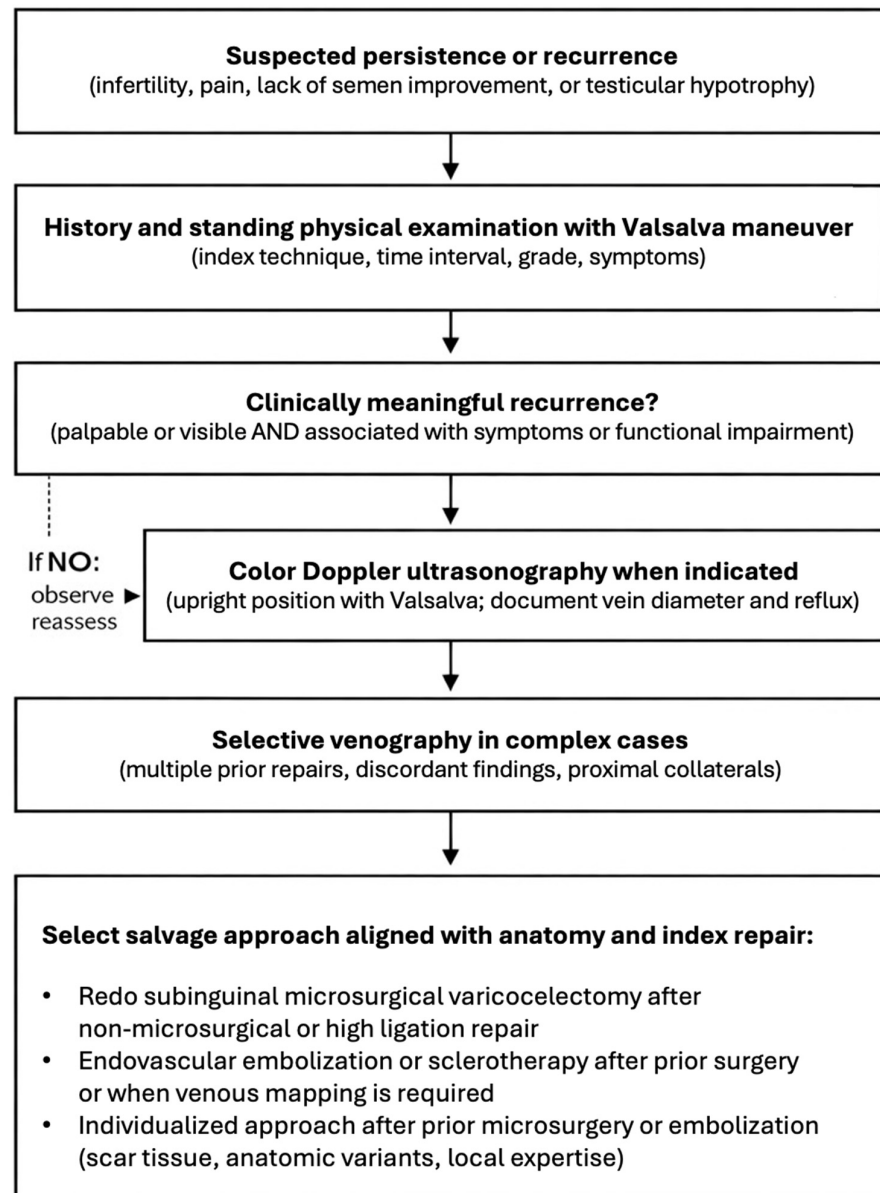 Suspected persistence or recurrence
(infertility, pain, lack of semen improvement, or testicular hypotrophy)
History and standing physical examination with Valsalva maneuver
(index technique, time interval, grade, symptoms)
Clinically meaningful recurrence?
(palpable or visible AND associated with symptoms or functional impairment)
If NO:
observe
reassess
Color Doppler ultrasonography when indicated
(upright position with Valsalva; document vein diameter and reflux)
Selective venography in complex cases
(multiple prior repairs, discordant findings, proximal collaterals)
Select salvage approach aligned with anatomy and index repair:
• Redo subinguinal microsurgical varicocelectomy after
non-microsurgical or high ligation repair
• Endovascular embolization or sclerotherapy after prior surgery
or when venous mapping is required
• Individualized approach after prior microsurgery or embolization
(scar tissue, anatomic variants, local expertise)